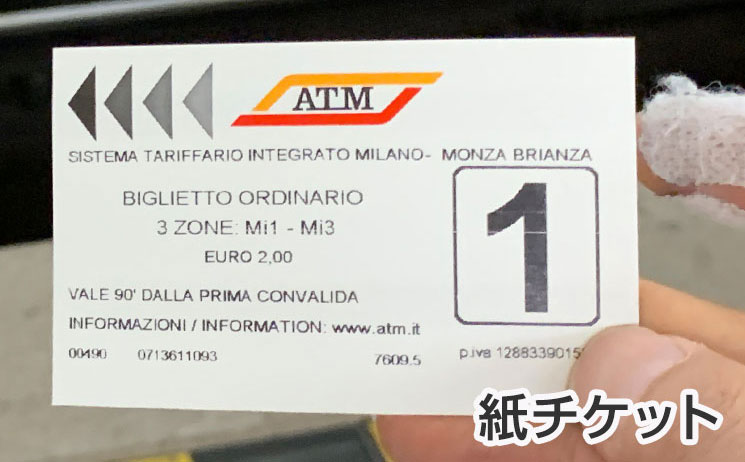 ATM
SISTEMA TARIFFARIO INTEGRATO MILANO- MONZA BRIANZA
BIGLIETTO ORDINARIO
3 ZONE: Mi1 - Mi3
EURO 2,00
1
VALE 90' DALLA PRIMA CONVALIDA
INFORMAZIONI / INFORMATION: www.atm.it
00490 0713611093 7609.5 p.iva
紙チケット